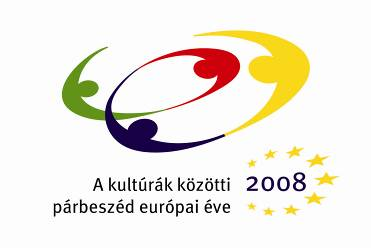 A kultúrák közötti 2008
párbeszéd európai éve